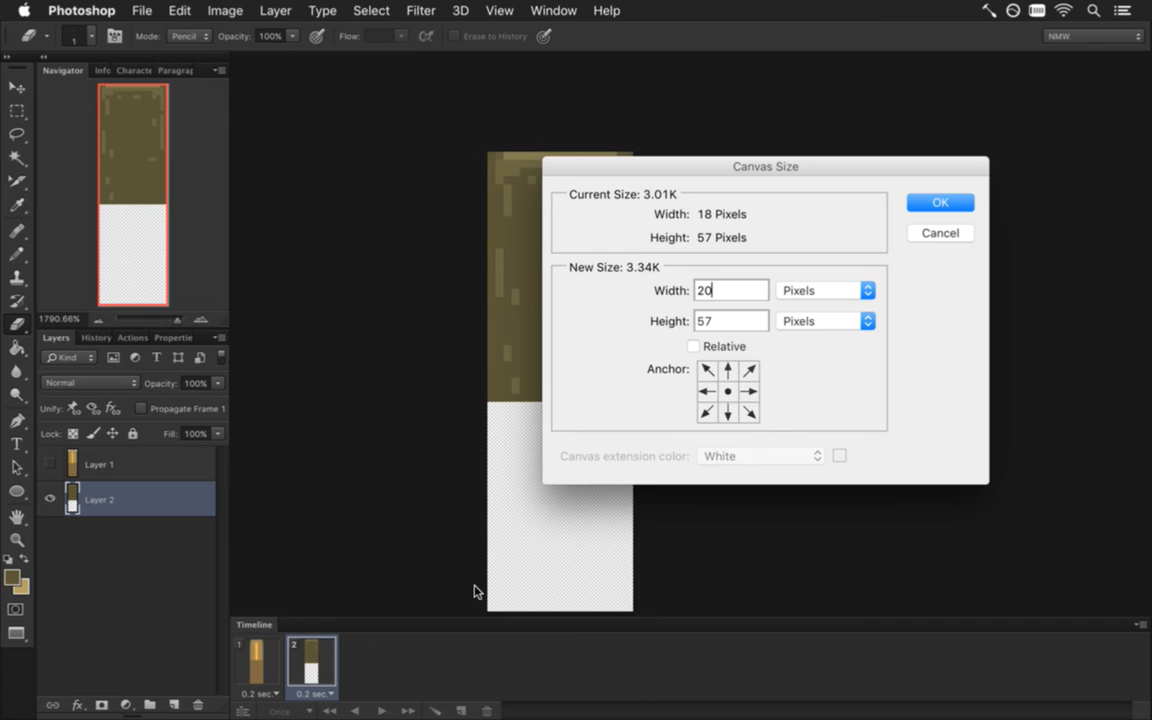 Photoshop File Edit Image Layer Type Select Filter 3D View Window Help
1 Mode: Pencil Opacity: 100% Flow: Erase to History NMW
Navigator Info Characte Paragrap
Canvas Size
Current Size: 3.01K
Width: 18 Pixels
Height: 57 Pixels
OK
Cancel
New Size: 3.34K
Width: 20 Pixels
Height: 57 Pixels
Relative
Anchor:
Canvas extension color: White
1790.66%
Layers History Actions Propertie
Kind
Normal Opacity: 100%
Unify: Propagate Frame 1
Lock: Fill: 100%
Layer 1
Layer 2
Timeline
1 2
0.2 sec. 0.2 sec.
Once
fx